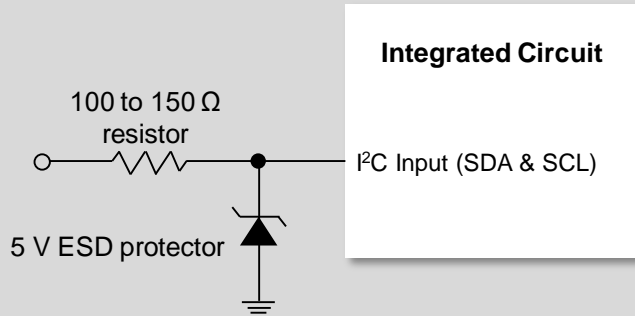 Integrated Circuit
100 to 150 Ω
resistor
I²C Input (SDA & SCL)
5 V ESD protector